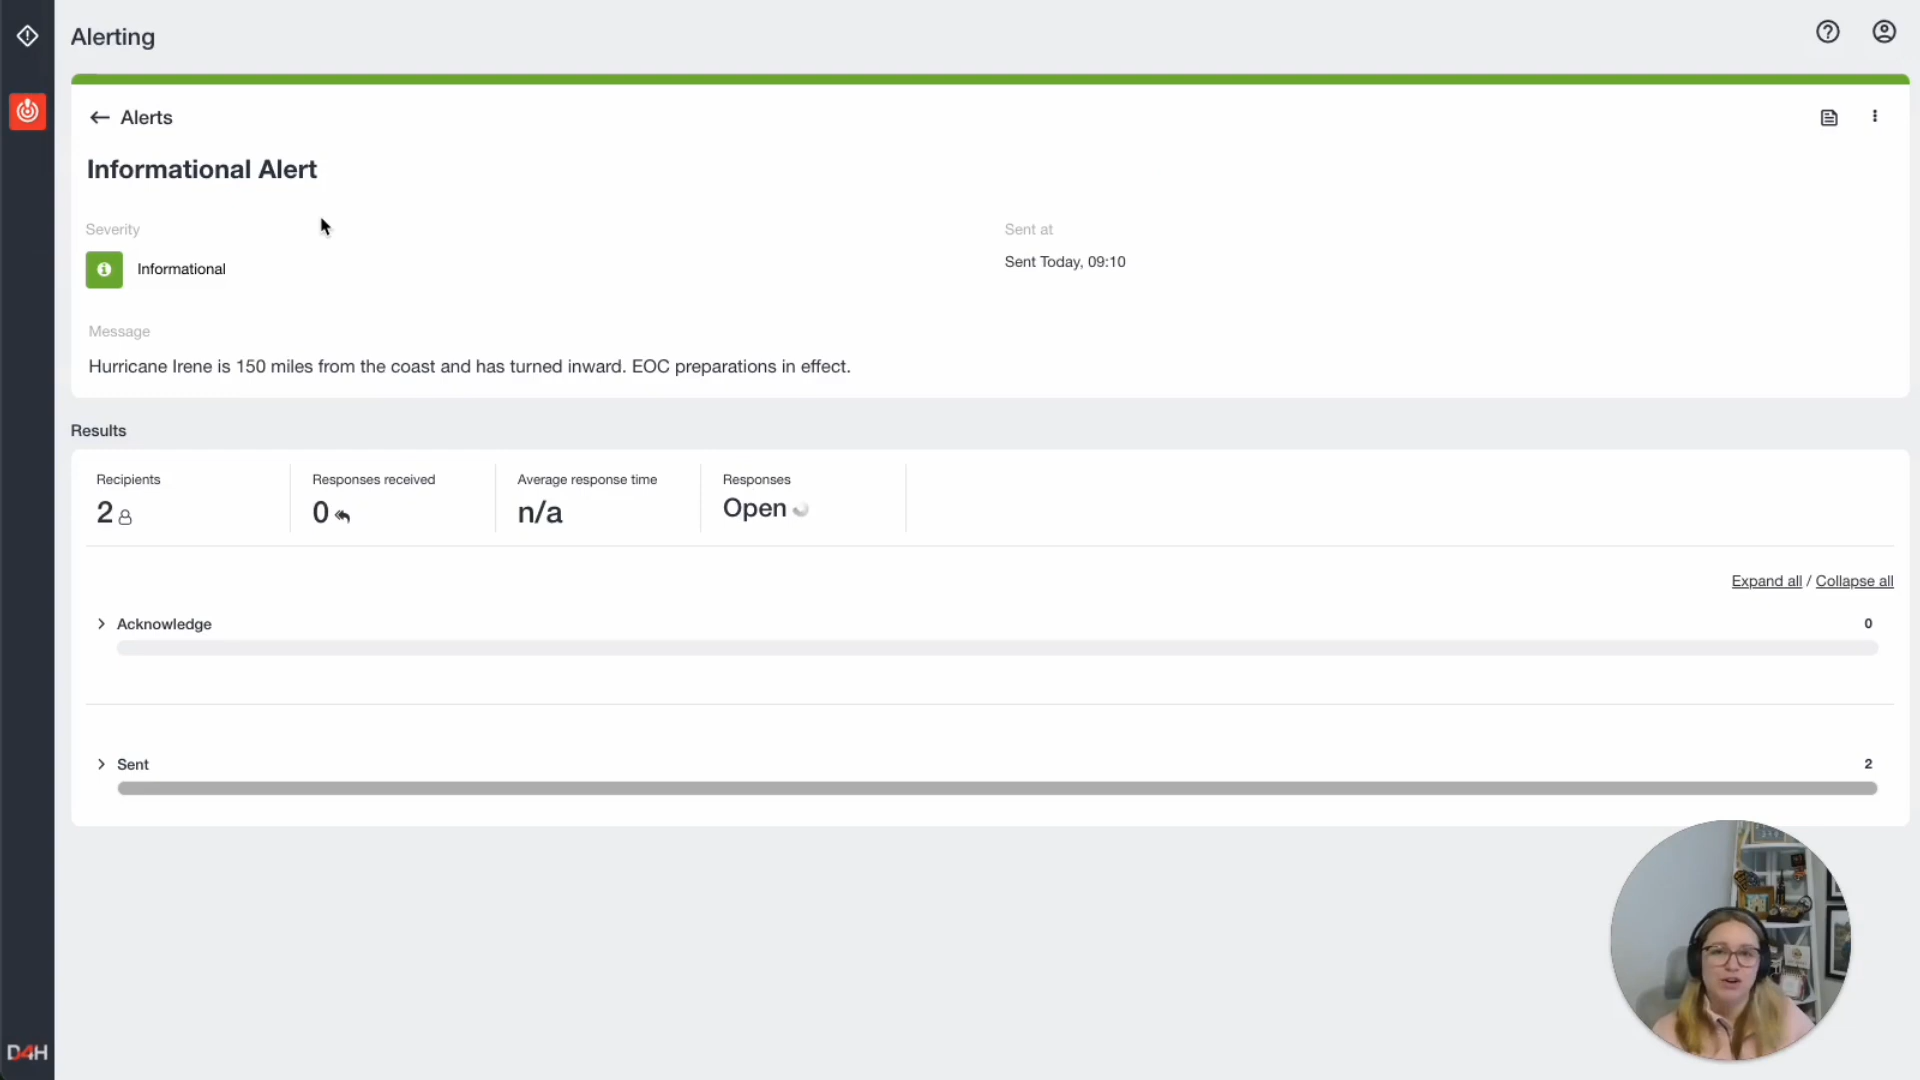 Alerting
Alerts
Informational Alert
Severity
Sent at
Informational
Sent Today, 09:10
Message
Hurricane Irene is 150 miles from the coast and has turned inward. EOC preparations in effect.
Results
Recipients
2
Responses received
0
Average response time
n/a
Responses
Open
Expand all / Collapse all
Acknowledge
0
Sent
2
D4H